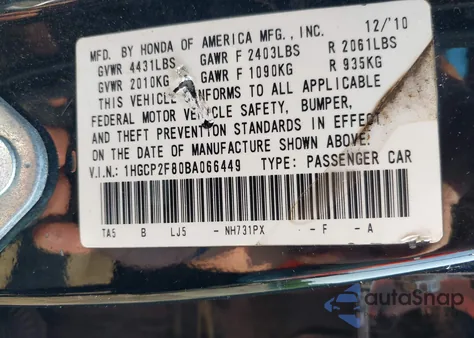 MFD. BY HONDA OF AMERICA MFG., INC. 12/'10
GVWR 4431LBS GAWR F 2403LBS R 2061LBS
GVWR 2010KG GAWR F 1090KG R 935KG
THIS VEHICLE CONFORMS TO ALL APPLICABLE
FEDERAL MOTOR VEHICLE SAFETY, BUMPER,
AND THEFT PREVENTION STANDARDS IN EFFECT
ON THE DATE OF MANUFACTURE SHOWN ABOVE.
V.I.N.: 1HGCP2F80BA066449 TYPE: PASSENGER CAR
TA5 B LJ5 - NH731PX - F - A
autaSnap